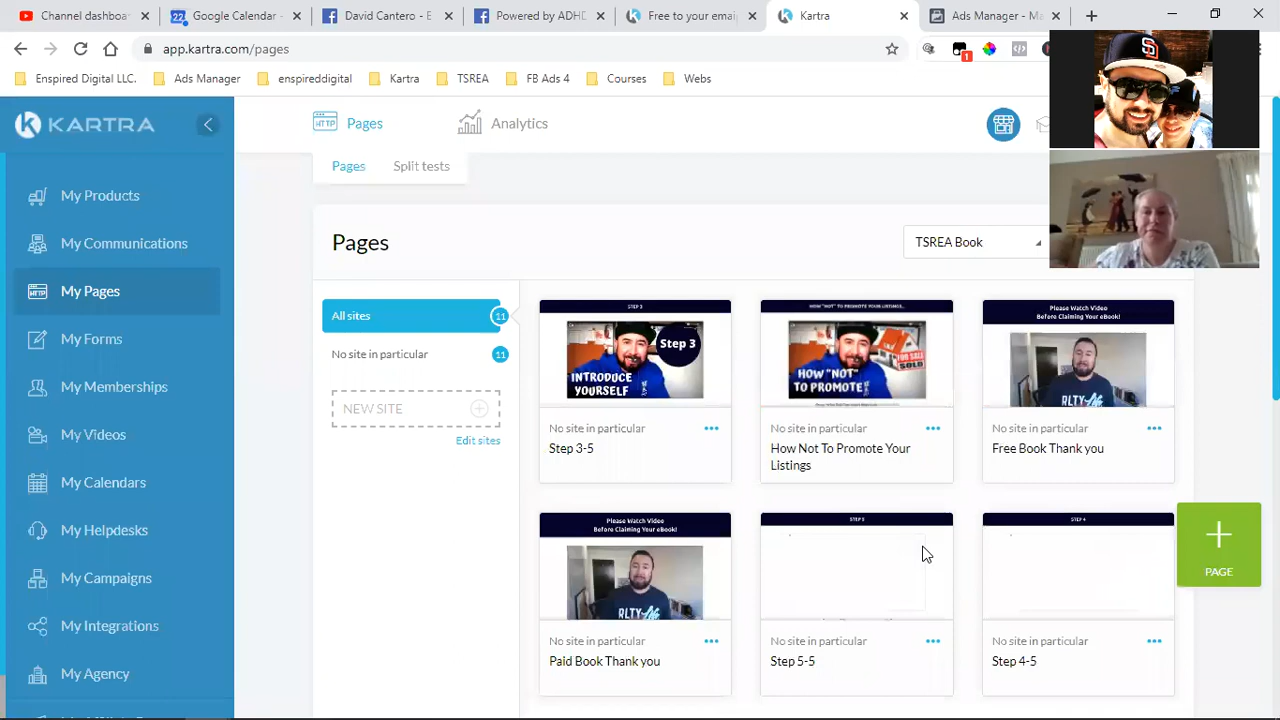 Channel dashboa
Google Calendar -
David Cantero - E
Powered by ADHD
Free to your email
Kartra
Ads Manager - M
app.kartra.com/pages
Enspired Digital LLC.
Ads Manager
enspireddigital
Kartra
TSREA
FB Ads 4
Courses
Webs
KARTRA
Pages
Analytics
Pages
Split tests
My Products
My Communications
My Pages
My Forms
My Memberships
My Videos
My Calendars
My Helpdesks
My Campaigns
My Integrations
My Agency
Pages
TSREA Book
All sites
11
No site in particular
11
NEW SITE
Edit sites
STEP 3
Step 3
INTRODUCE
YOURSELF
No site in particular
Step 3-5
HOW "NOT" TO PROMOTE YOUR LISTINGS...
HOW "NOT"
TO PROMOTE
FOR SALE
SOLD
No site in particular
How Not To Promote Your
Listings
Please Watch Video
Before Claiming Your eBook!
RLTY
No site in particular
Free Book Thank you
Please Watch Video
Before Claiming Your eBook!
RLTY
No site in particular
Paid Book Thank you
No site in particular
Step 5-5
STEP 4
No site in particular
Step 4-5
PAGE